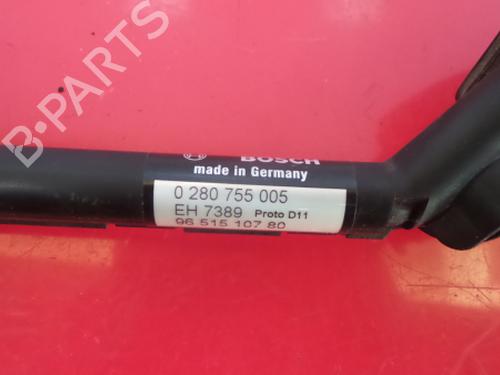 B-PARTS
BOSCH
made in Germany
0 280 755 005
EH 7389 Proto D11
96 515 107 80